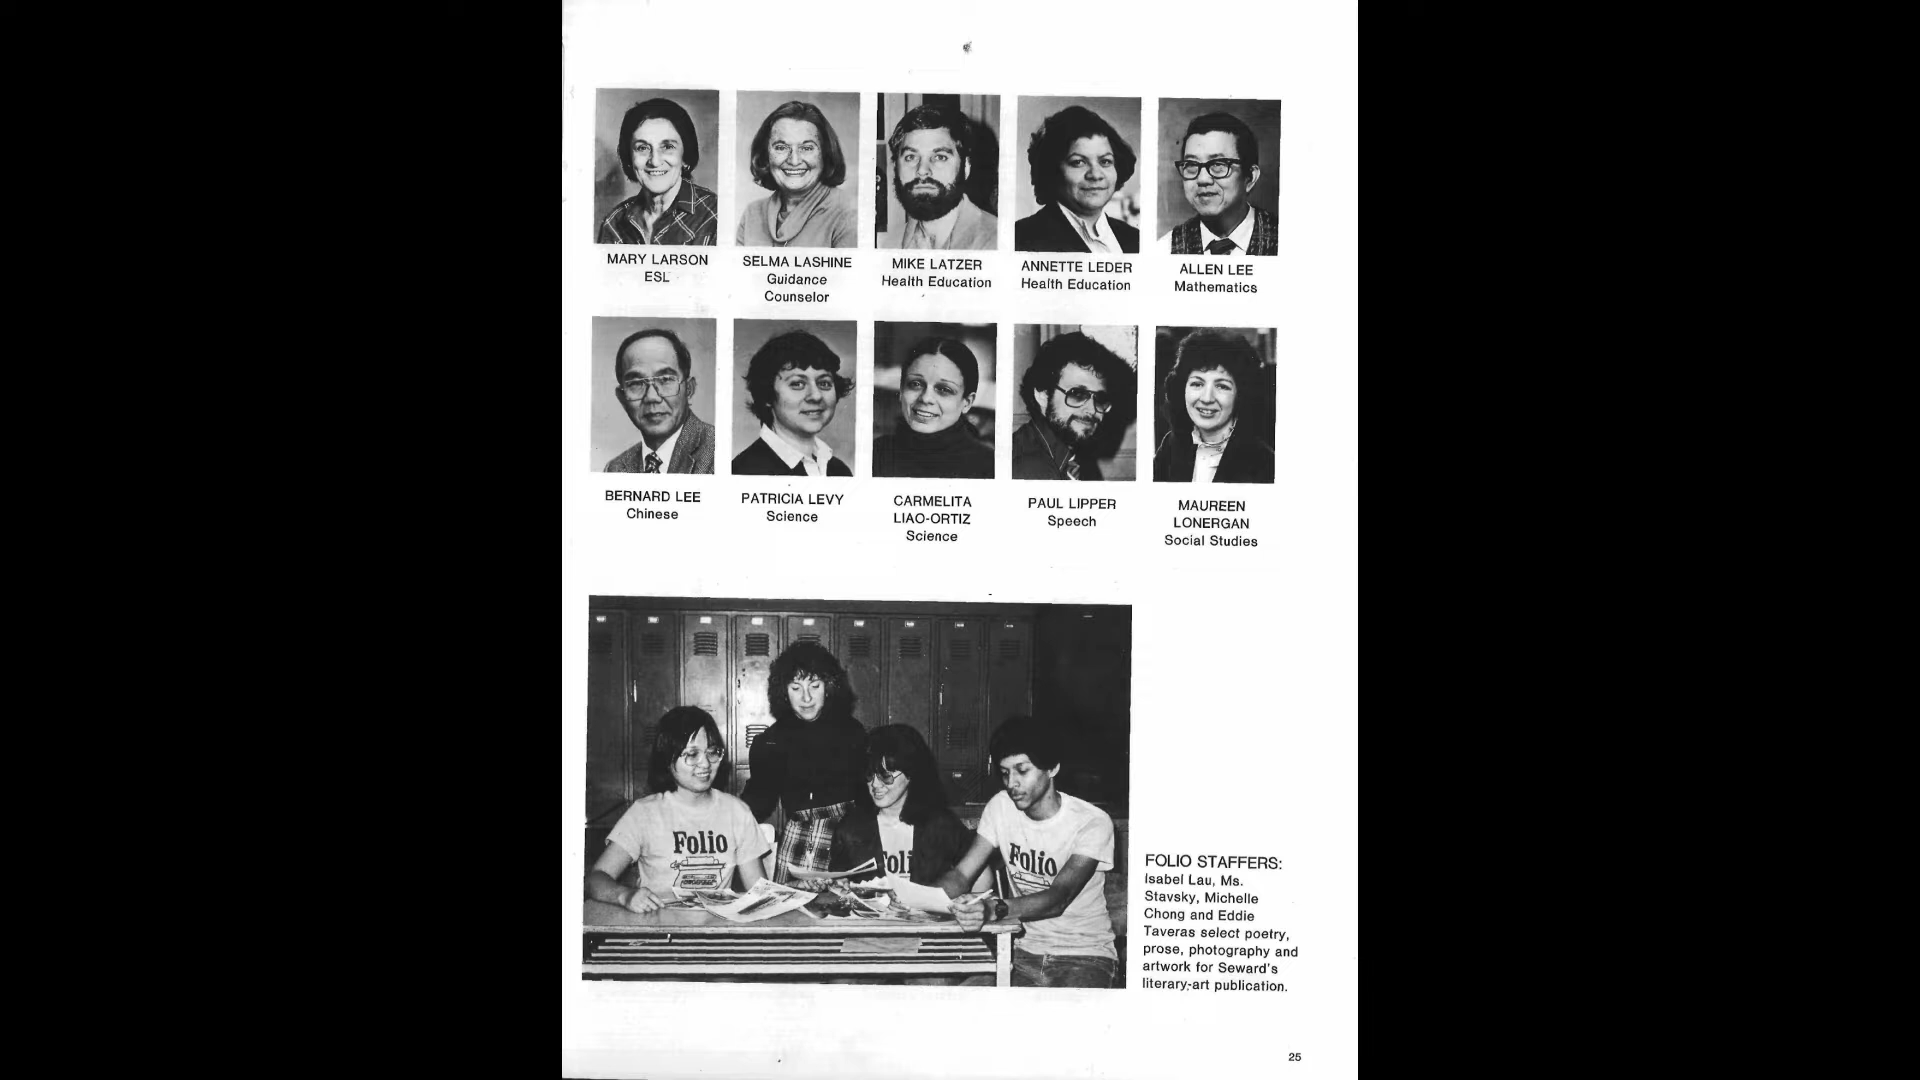 MARY LARSON
ESL
SELMA LASHINE
Guidance
Counselor
MIKE LATZER
Health Education
ANNETTE LEDER
Health Education
ALLEN LEE
Mathematics
BERNARD LEE
Chinese
PATRICIA LEVY
Science
CARMELITA
LIAO-ORTIZ
Science
PAUL LIPPER
Speech
MAUREEN
LONERGAN
Social Studies
Folio
Folio
Folio
FOLIO STAFFERS:
Isabel Lau, Ms.
Stavsky, Michelle
Chong and Eddie
Taveras select poetry,
prose, photography and
artwork for Seward's
literary-art publication.
25